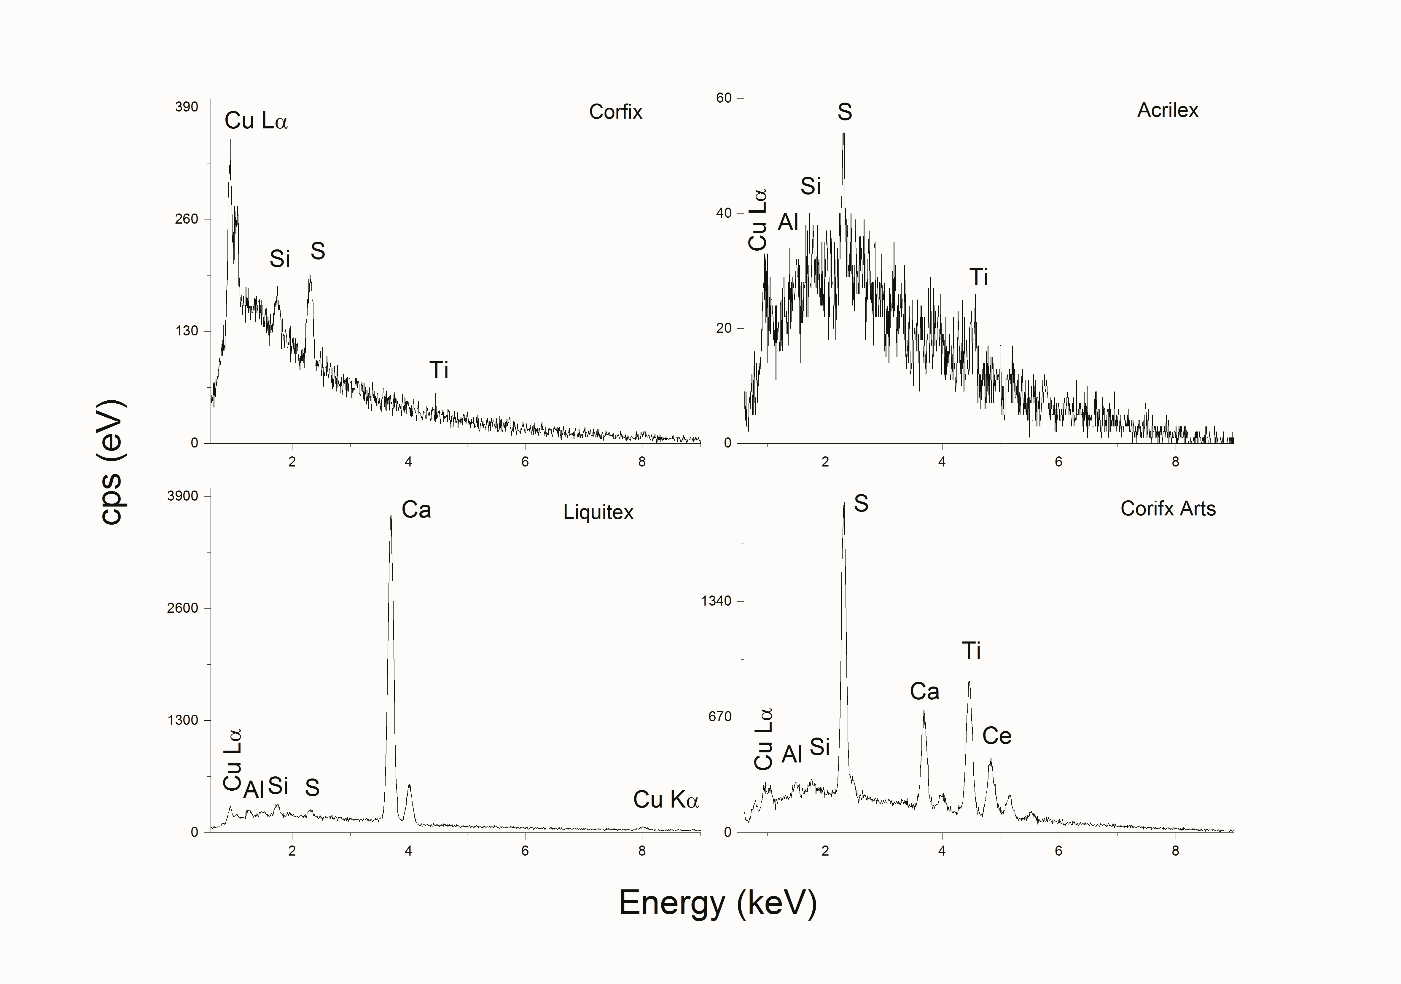 Corfix
390
260
130
0
2
4
6
8
Cu Lα
Si
S
Ti
Acrilex
60
40
20
0
2
4
6
8
Cu Lα
Al
Si
S
Ti
cps (eV)
Liquitex
3900
2600
1300
0
2
4
6
8
Cu Lα
Al
Si
S
Ca
Cu Kα
Corifx Arts
1340
670
0
2
4
6
8
Cu Lα
Al
Si
S
Ca
Ti
Ce
Energy (keV)